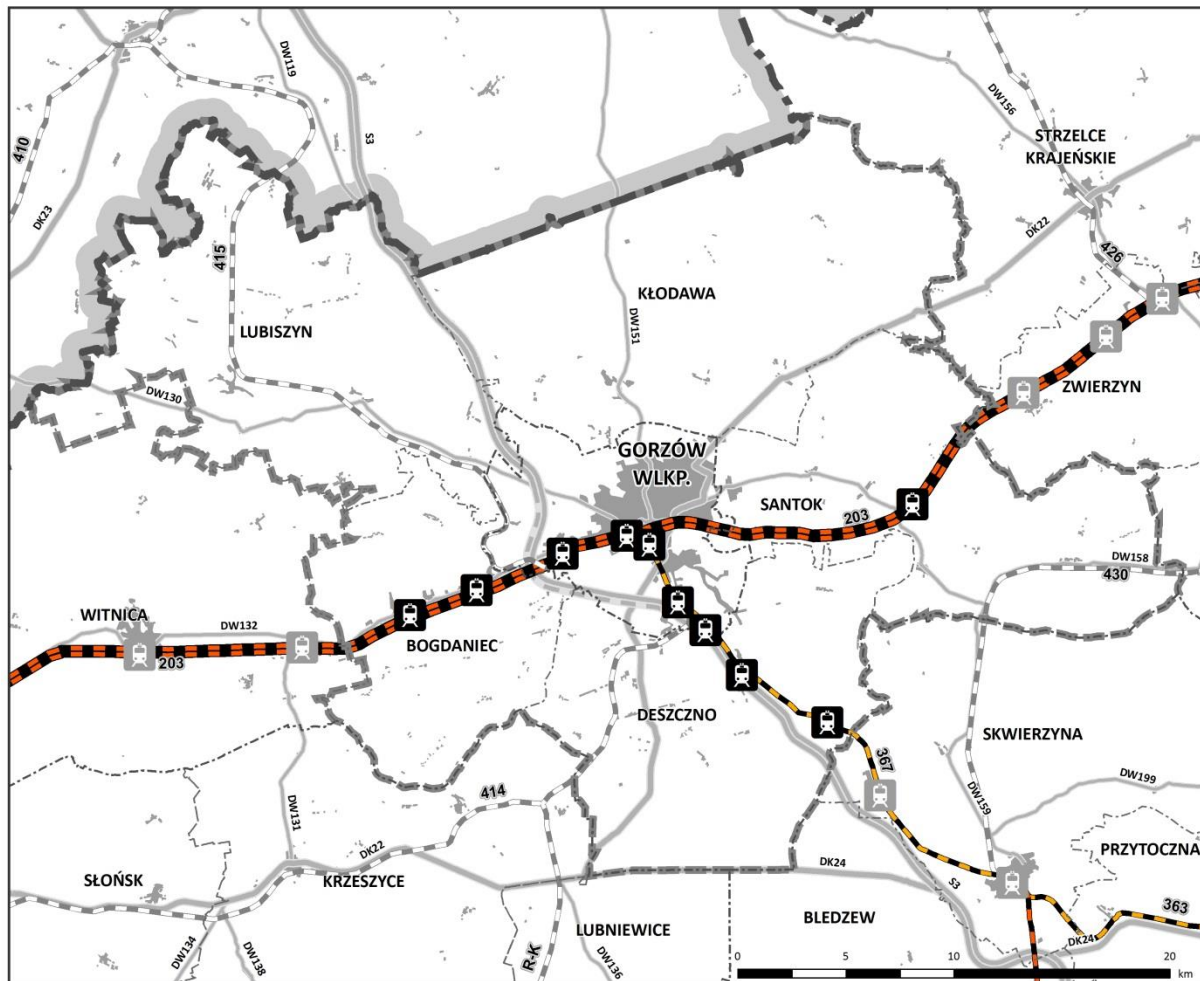 DW119
410
S3
DW156
STRZELCE
KRAJEŃSKIE
DK23
415
DK22
426
KŁODAWA
LUBISZYN
DW151
DW130
ZWIERZYN
GORZÓW
WLKP.
SANTOK
203
DW158
430
WITNICA
DW132
BOGDANIEC
203
DESZCZNO
SKWIERZYNA
367
DW199
DW159
414
DW131
DK22
PRZYTOCZNA
SŁOŃSK
KRZESZYCE
DK24
S3
363
LUBNIEWICE
BLEDZEW
DK24
DW134
DW138
R-K
DW136
0 5 10 20
km